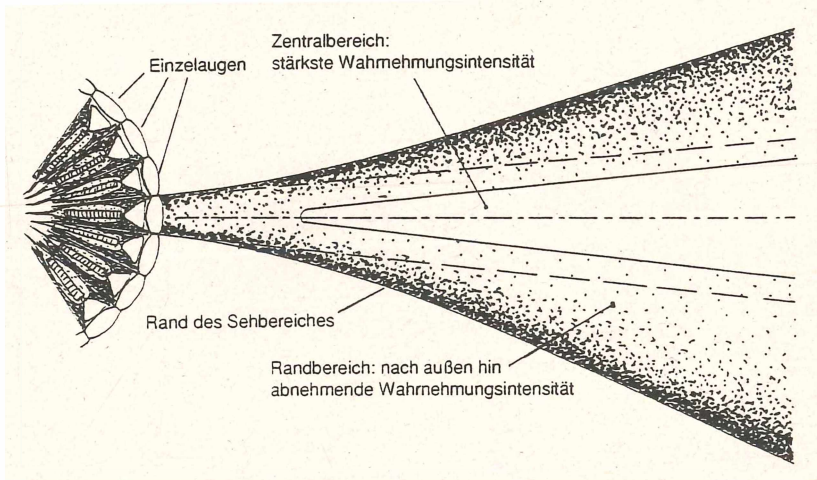 Einzelaugen
Zentralbereich:
stärkste Wahrnehmungsintensität
Rand des Sehbereiches
Randbereich: nach außen hin
abnehmende Wahrnehmungsintensität